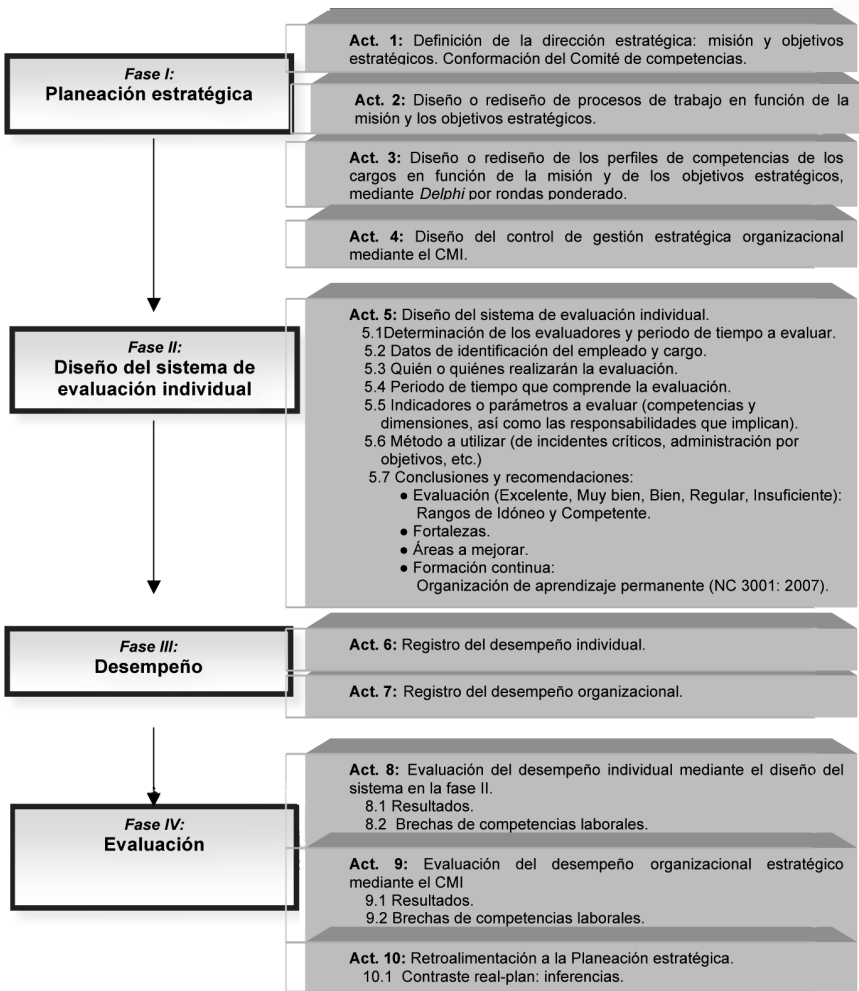 Fase I:
Planeación estratégica
Act. 1: Definición de la dirección estratégica: misión y objetivos
estratégicos. Conformación del Comité de competencias.
Act. 2: Diseño o rediseño de procesos de trabajo en función de la
misión y los objetivos estratégicos.
Act. 3: Diseño o rediseño de los perfiles de competencias de los
cargos en función de la misión y de los objetivos estratégicos,
mediante Delphi por rondas ponderado.
Act. 4: Diseño del control de gestión estratégica organizacional
mediante el CMI.
Fase II:
Diseño del sistema de
evaluación individual
Act. 5: Diseño del sistema de evaluación individual.
5.1Determinación de los evaluadores y periodo de tiempo a evaluar.
5.2 Datos de identificación del empleado y cargo.
5.3 Quién o quiénes realizarán la evaluación.
5.4 Periodo de tiempo que comprende la evaluación.
5.5 Indicadores o parámetros a evaluar (competencias y
dimensiones, así como las responsabilidades que implican).
5.6 Método a utilizar (de incidentes críticos, administración por
objetivos, etc.)
5.7 Conclusiones y recomendaciones:
● Evaluación (Excelente, Muy bien, Bien, Regular, Insuficiente):
Rangos de Idóneo y Competente.
● Fortalezas.
● Áreas a mejorar.
● Formación continua:
Organización de aprendizaje permanente (NC 3001: 2007).
Fase III:
Desempeño
Act. 6: Registro del desempeño individual.
Act. 7: Registro del desempeño organizacional.
Fase IV:
Evaluación
Act. 8: Evaluación del desempeño individual mediante el diseño del
sistema en la fase II.
8.1 Resultados.
8.2 Brechas de competencias laborales.
Act. 9: Evaluación del desempeño organizacional estratégico
mediante el CMI
9.1 Resultados.
9.2 Brechas de competencias laborales.
Act. 10: Retroalimentación a la Planeación estratégica.
10.1 Contraste real-plan: inferencias.